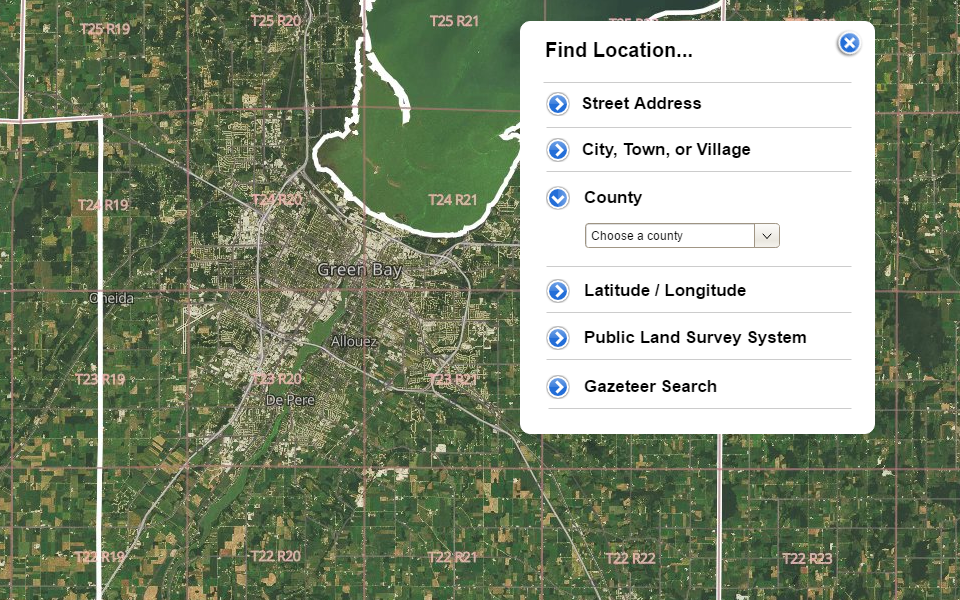 T25 R19
T25 R20
T25 R21
Find Location...
Street Address
City, Town, or Village
County
Choose a county
Latitude / Longitude
Public Land Survey System
Gazeteer Search
T24 R19
T24 R20
T24 R21
Green Bay
Oneida
Allouez
T23 R19
T23 R20
T23 R21
De Pere
T22 R19
T22 R20
T22 R21
T22 R22
T22 R23